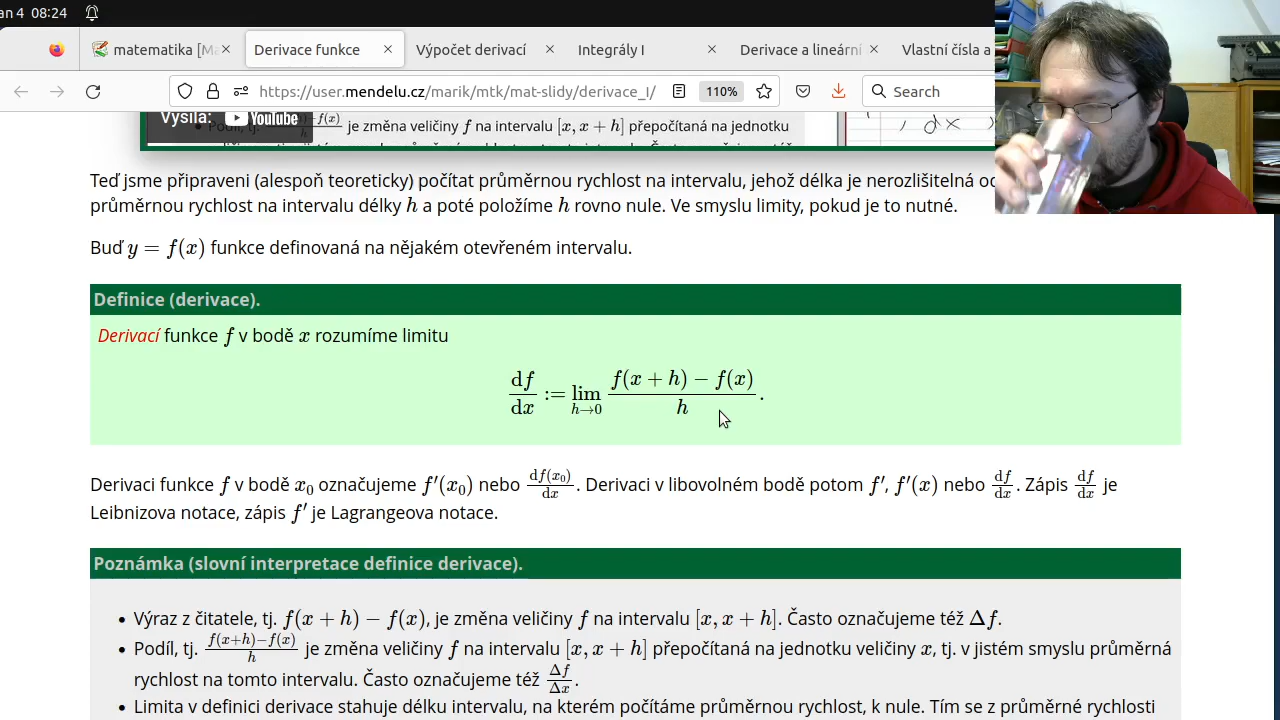 an 4 08:24
matematika [Ma
Derivace funkce
Výpočet derivací
Integrály I
Derivace a lineární
Vlastní čísla a
https://user.mendelu.cz/marik/mtk/mat-slidy/derivace_I/
110%
Search
Vysílá: YouTube
je změna veličiny f na intervalu [x, x + h] přepočítaná na jednotku
Teď jsme připraveni (alespoň teoreticky) počítat průměrnou rychlost na intervalu, jehož délka je nerozlišitelná od
průměrnou rychlost na intervalu délky h a poté položíme h rovno nule. Ve smyslu limity, pokud je to nutné.
Buď y = f(x) funkce definovaná na nějakém otevřeném intervalu.
Definice (derivace).
Derivací funkce f v bodě x rozumíme limitu
df/dx := lim h→0 (f(x + h) − f(x))/h.
Derivaci funkce f v bodě x₀ označujeme f′(x₀) nebo df(x₀)/dx. Derivaci v libovolném bodě potom f′, f′(x) nebo df/dx. Zápis df/dx je
Leibnizova notace, zápis f′ je Lagrangeova notace.
Poznámka (slovní interpretace definice derivace).
• Výraz z čitatele, tj. f(x + h) − f(x), je změna veličiny f na intervalu [x, x + h]. Často označujeme též Δf.
• Podíl, tj. (f(x+h)−f(x))/h je změna veličiny f na intervalu [x, x + h] přepočítaná na jednotku veličiny x, tj. v jistém smyslu průměrná
rychlost na tomto intervalu. Často označujeme též Δf/Δx.
• Limita v definici derivace stahuje délku intervalu, na kterém počítáme průměrnou rychlost, k nule. Tím se z průměrné rychlosti